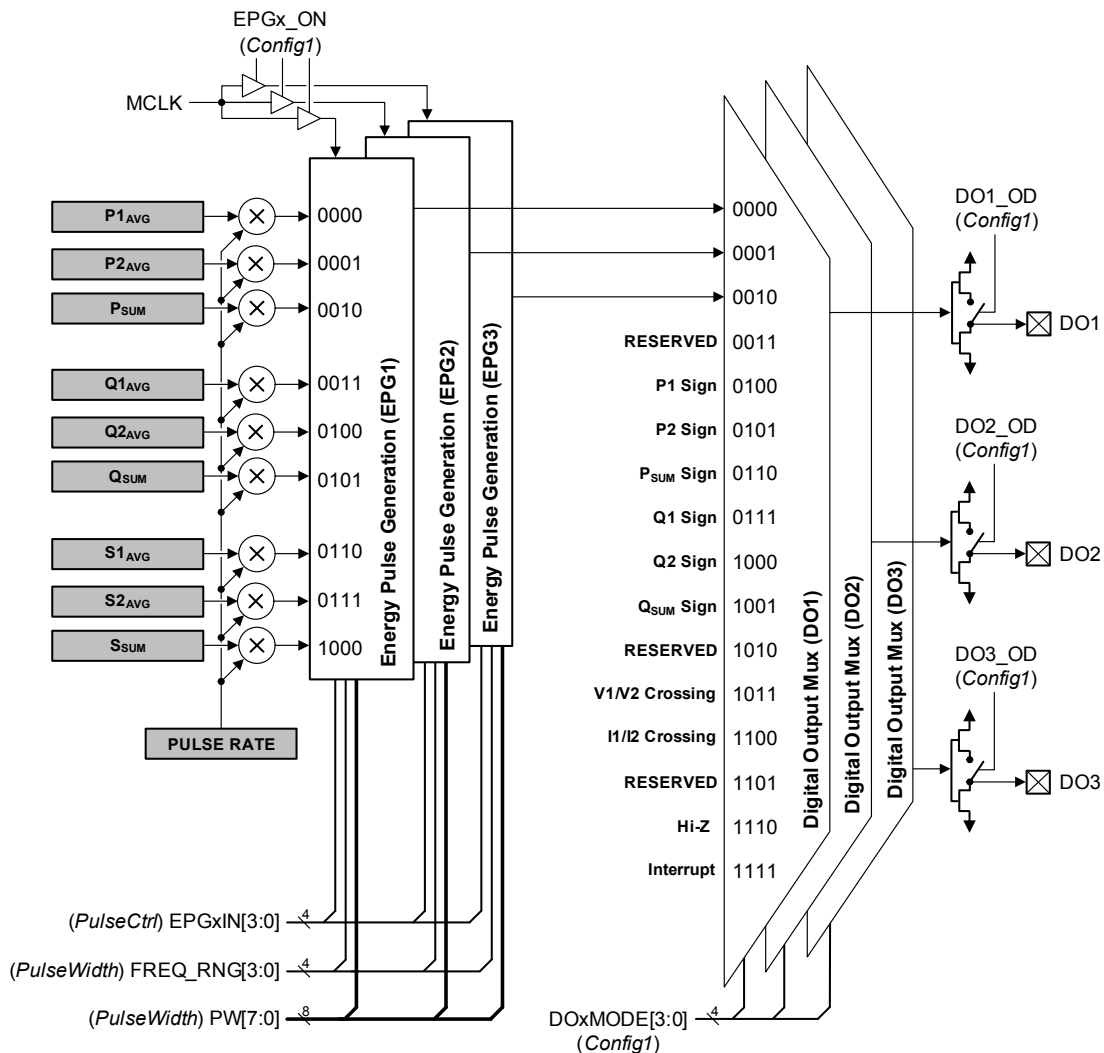 EPGx_ON
(Config1)
MCLK
P1AVG
P2AVG
PSUM
Q1AVG
Q2AVG
QSUM
S1AVG
S2AVG
SSUM
PULSE RATE
0000
0001
0010
0011
0100
0101
0110
0111
1000
Energy Pulse Generation (EPG1)
Energy Pulse Generation (EPG2)
Energy Pulse Generation (EPG3)
(PulseCtrl) EPGxIN[3:0] 4
(PulseWidth) FREQ_RNG[3:0] 4
(PulseWidth) PW[7:0] 8
0000
0001
0010
RESERVED 0011
P1 Sign 0100
P2 Sign 0101
PSUM Sign 0110
Q1 Sign 0111
Q2 Sign 1000
QSUM Sign 1001
RESERVED 1010
V1/V2 Crossing 1011
I1/I2 Crossing 1100
RESERVED 1101
Hi-Z 1110
Interrupt 1111
Digital Output Mux (DO1)
Digital Output Mux (DO2)
Digital Output Mux (DO3)
DOxMODE[3:0] 4
(Config1)
DO1_OD
(Config1)
DO1
DO2_OD
(Config1)
DO2
DO3_OD
(Config1)
DO3